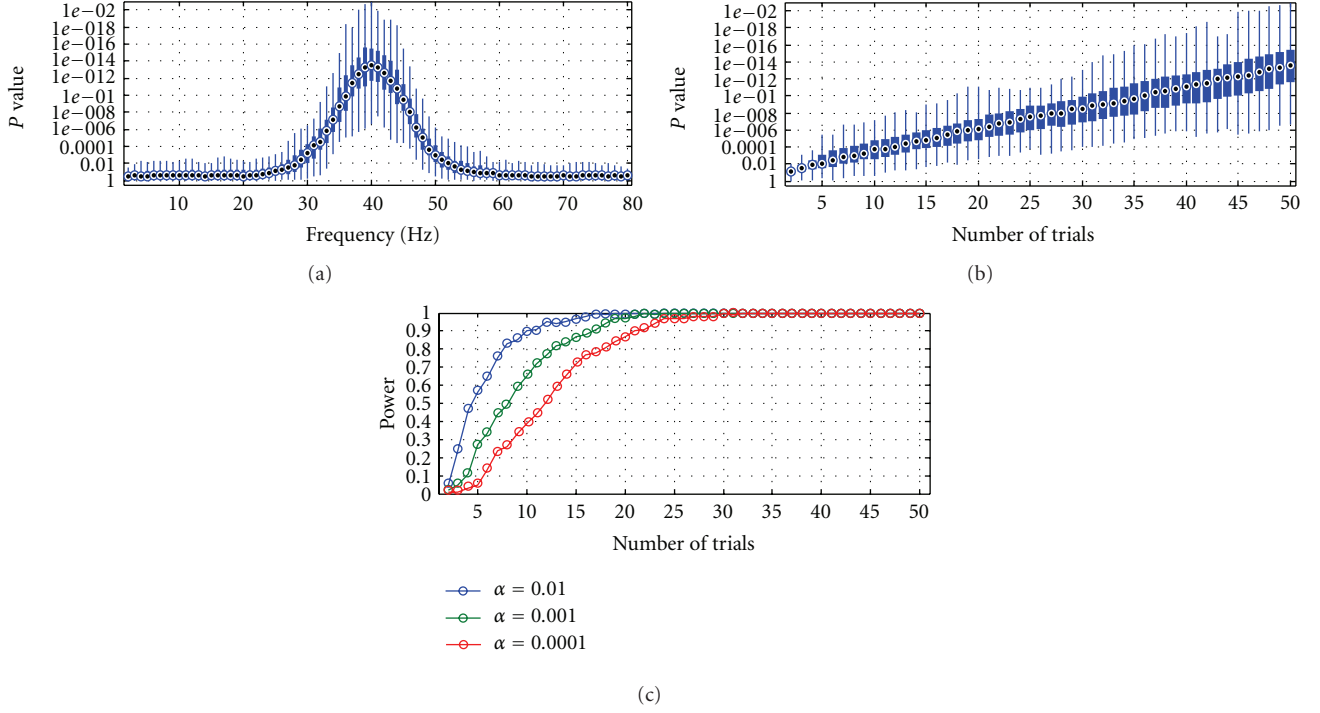 P value
1e−02
1e−018
1e−016
1e−014
1e−012
1e−01
1e−008
1e−006
0.0001
0.01
1
10 20 30 40 50 60 70 80
Frequency (Hz)
(a)
P value
1e−02
1e−018
1e−016
1e−014
1e−012
1e−01
1e−008
1e−006
0.0001
0.01
1
5 10 15 20 25 30 35 40 45 50
Number of trials
(b)
Power
1
0.9
0.8
0.7
0.6
0.5
0.4
0.3
0.2
0.1
0
5 10 15 20 25 30 35 40 45 50
Number of trials
α = 0.01
α = 0.001
α = 0.0001
(c)